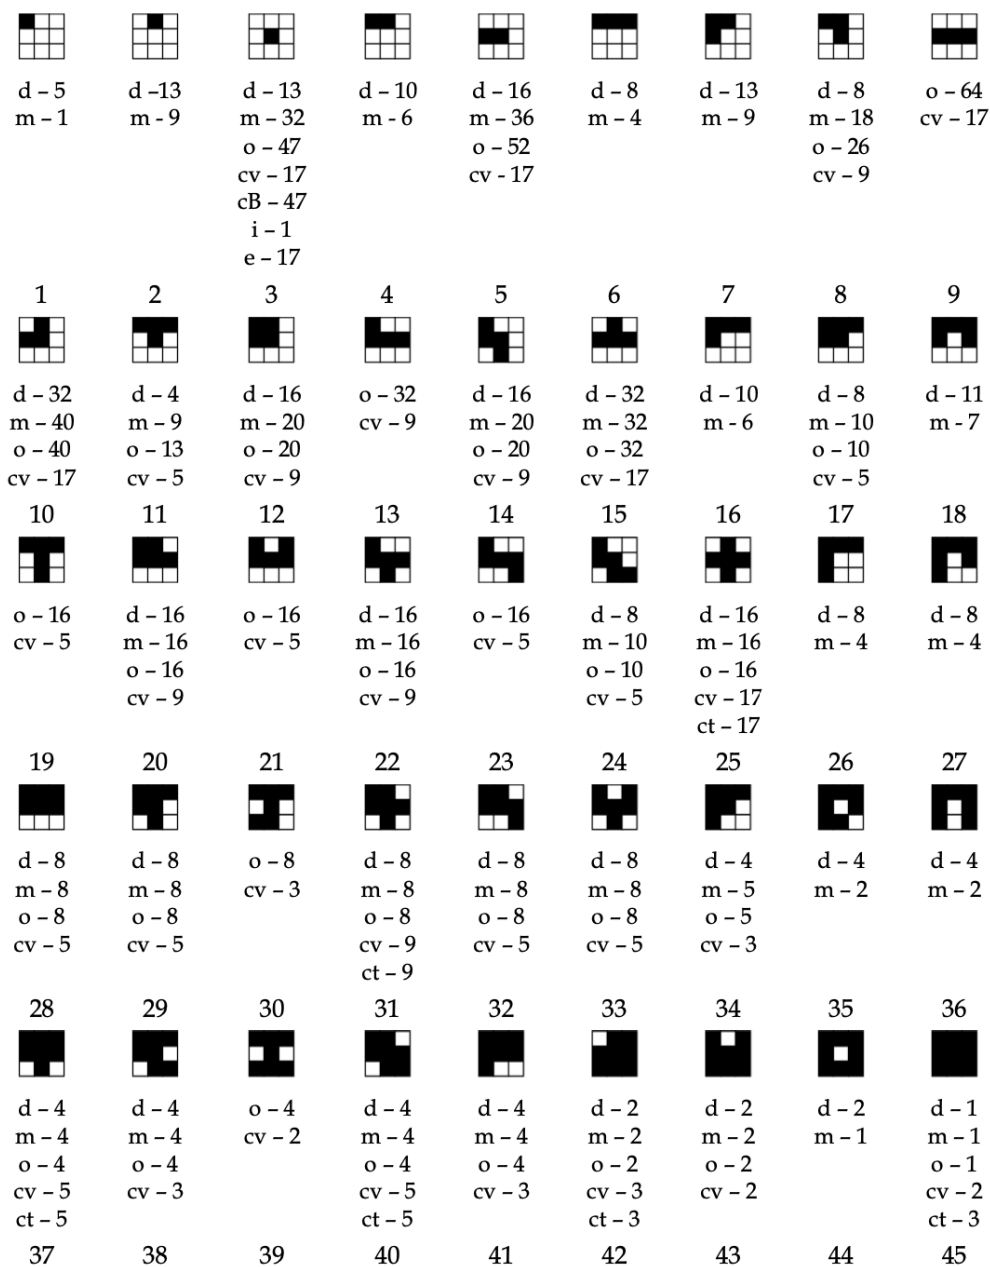 d – 5 d –13 d – 13 d – 10 d – 16 d – 8 d – 13 d – 8 o – 64
m – 1 m - 9 m – 32 m - 6 m – 36 m – 4 m – 9 m – 18 cv – 17
o – 47 o – 52 o – 26
cv – 17 cv - 17 cv – 9
cB – 47
i – 1
e – 17
1 2 3 4 5 6 7 8 9
d – 32 d – 4 d – 16 o – 32 d – 16 d – 32 d – 10 d – 8 d – 11
m – 40 m – 9 m – 20 cv – 9 m – 20 m – 32 m - 6 m – 10 m - 7
o – 40 o – 13 o – 20 o – 20 o – 32 o – 10
cv – 17 cv – 5 cv – 9 cv – 9 cv – 17 cv – 5
10 11 12 13 14 15 16 17 18
o – 16 d – 16 o – 16 d – 16 o – 16 d – 8 d – 16 d – 8 d – 8
cv – 5 m – 16 cv – 5 m – 16 cv – 5 m – 10 m – 16 m – 4 m – 4
o – 16 o – 16 o – 10 o – 16
cv – 9 cv – 9 cv – 5 cv – 17
ct – 17
19 20 21 22 23 24 25 26 27
d – 8 d – 8 o – 8 d – 8 d – 8 d – 8 d – 4 d – 4 d – 4
m – 8 m – 8 cv – 3 m – 8 m – 8 m – 8 m – 5 m – 2 m – 2
o – 8 o – 8 o – 8 o – 8 o – 8 o – 5
cv – 5 cv – 5 cv – 9 cv – 5 cv – 5 cv – 3
ct – 9
28 29 30 31 32 33 34 35 36
d – 4 d – 4 o – 4 d – 4 d – 4 d – 2 d – 2 d – 2 d – 1
m – 4 m – 4 cv – 2 m – 4 m – 4 m – 2 m – 2 m – 1 m – 1
o – 4 o – 4 o – 4 o – 4 o – 2 o – 2 o – 1
cv – 5 cv – 3 cv – 5 cv – 3 cv – 3 cv – 2 cv – 2
ct – 5 ct – 5 ct – 3 ct – 3
37 38 39 40 41 42 43 44 45